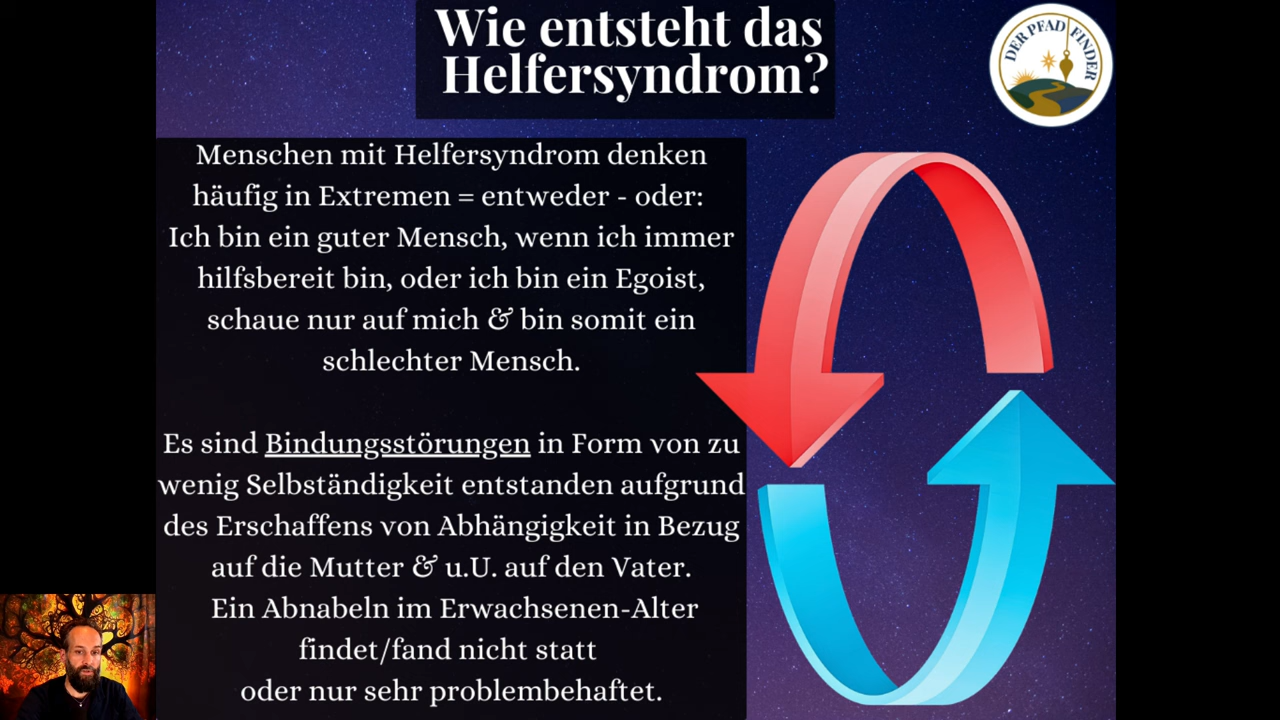 Wie entsteht das
Helfersyndrom?
DER PFAD FINDER
Menschen mit Helfersyndrom denken
häufig in Extremen = entweder - oder:
Ich bin ein guter Mensch, wenn ich immer
hilfsbereit bin, oder ich bin ein Egoist,
schaue nur auf mich & bin somit ein
schlechter Mensch.
Es sind Bindungsstörungen in Form von zu
wenig Selbständigkeit entstanden aufgrund
des Erschaffens von Abhängigkeit in Bezug
auf die Mutter & u.U. auf den Vater.
Ein Abnabeln im Erwachsenen-Alter
findet/fand nicht statt
oder nur sehr problembehaftet.